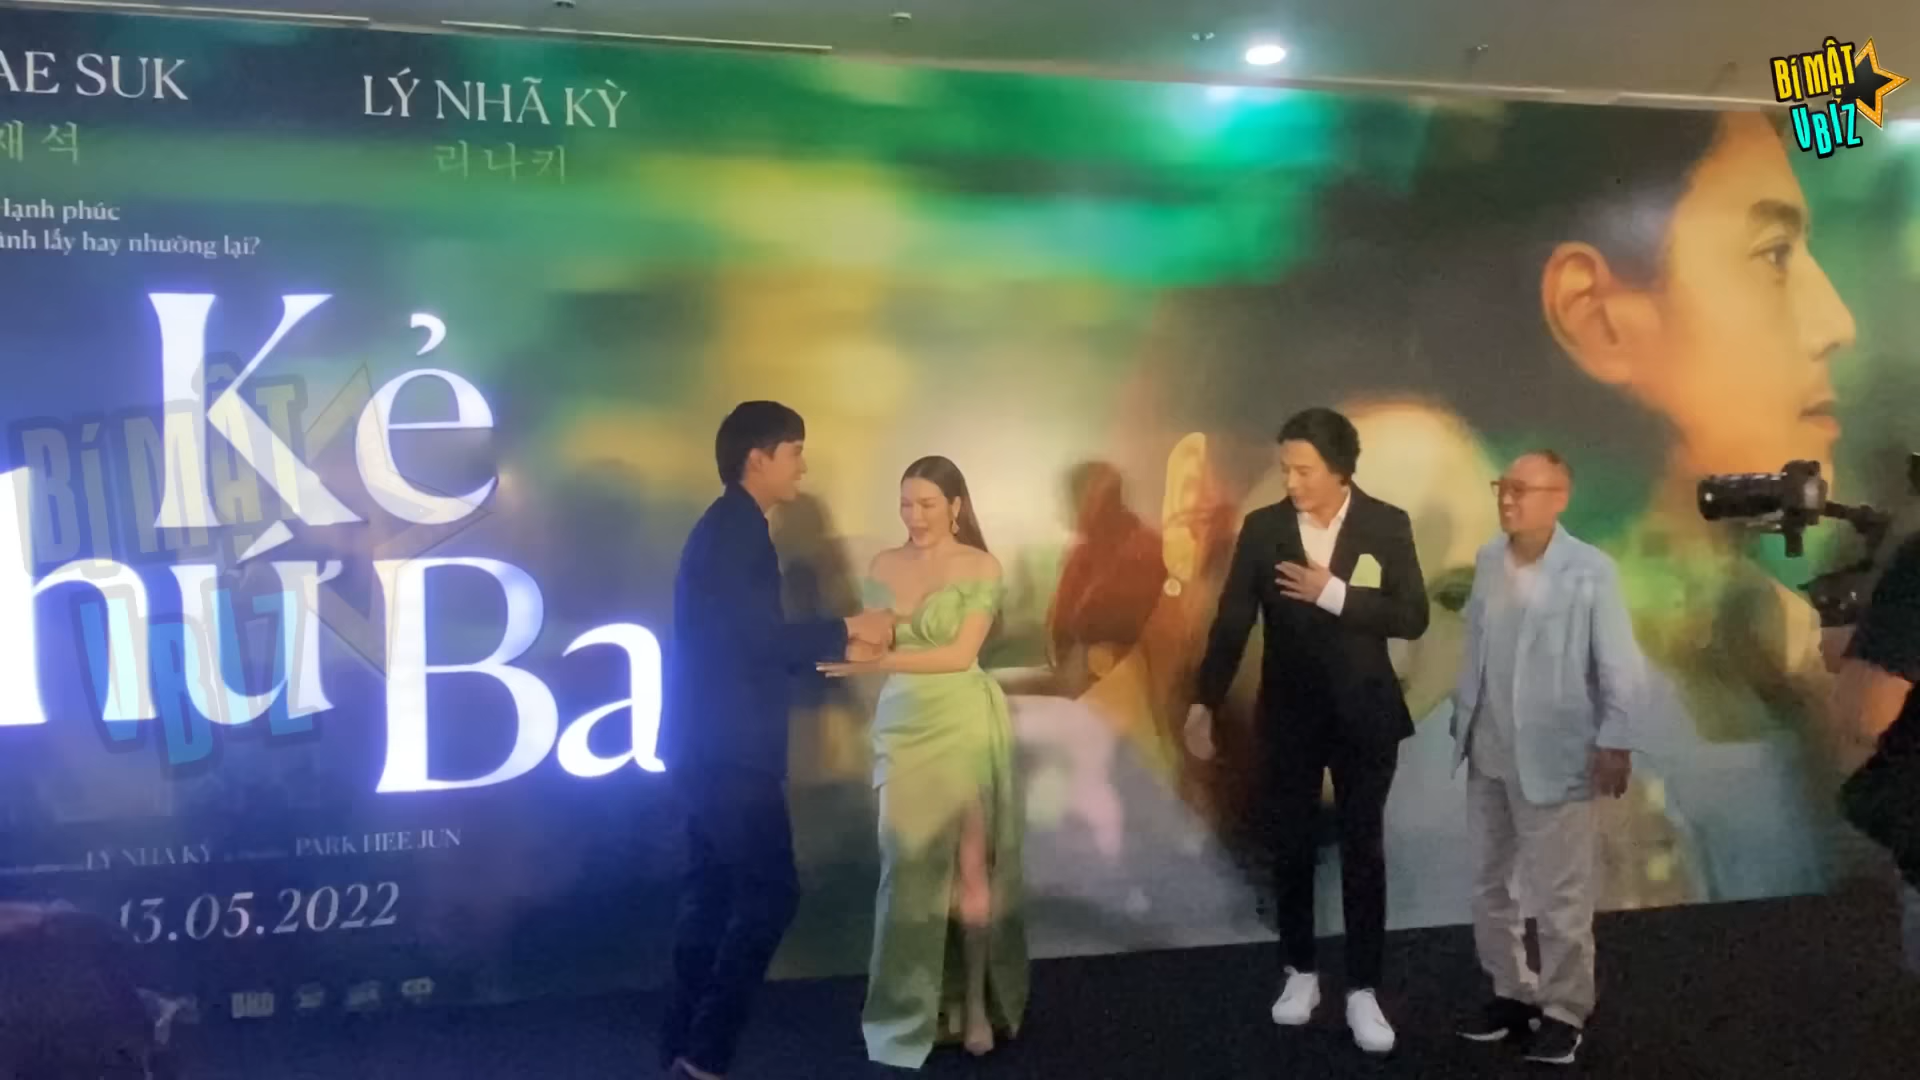 AE SUK
재 석
LÝ NHÃ KỲ
리 나 키
Hạnh phúc
ành lấy hay nhường lại?
Kẻ
hứ Ba
LÝ NHÃ KỲ
PARK HEE JUN
13.05.2022
BHD
BÍ MẬT
VBIZ
BÍ MẬT
VBIZ